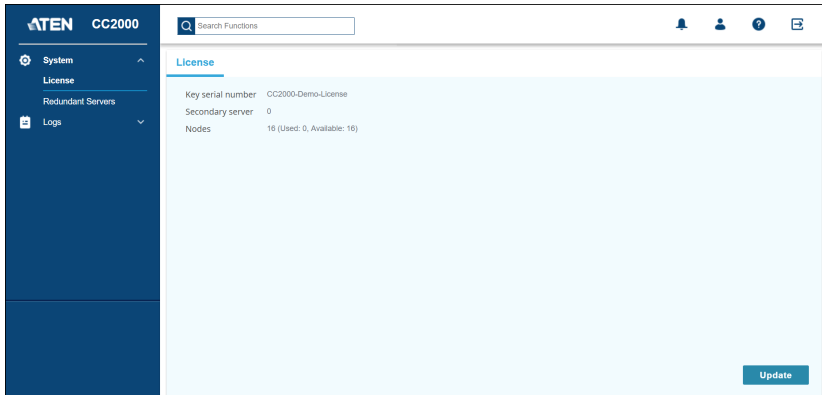 ATEN CC2000
Search Functions
?
System
License
Redundant Servers
Logs
License
Key serial number CC2000-Demo-License
Secondary server 0
Nodes 16 (Used: 0, Available: 16)
Update